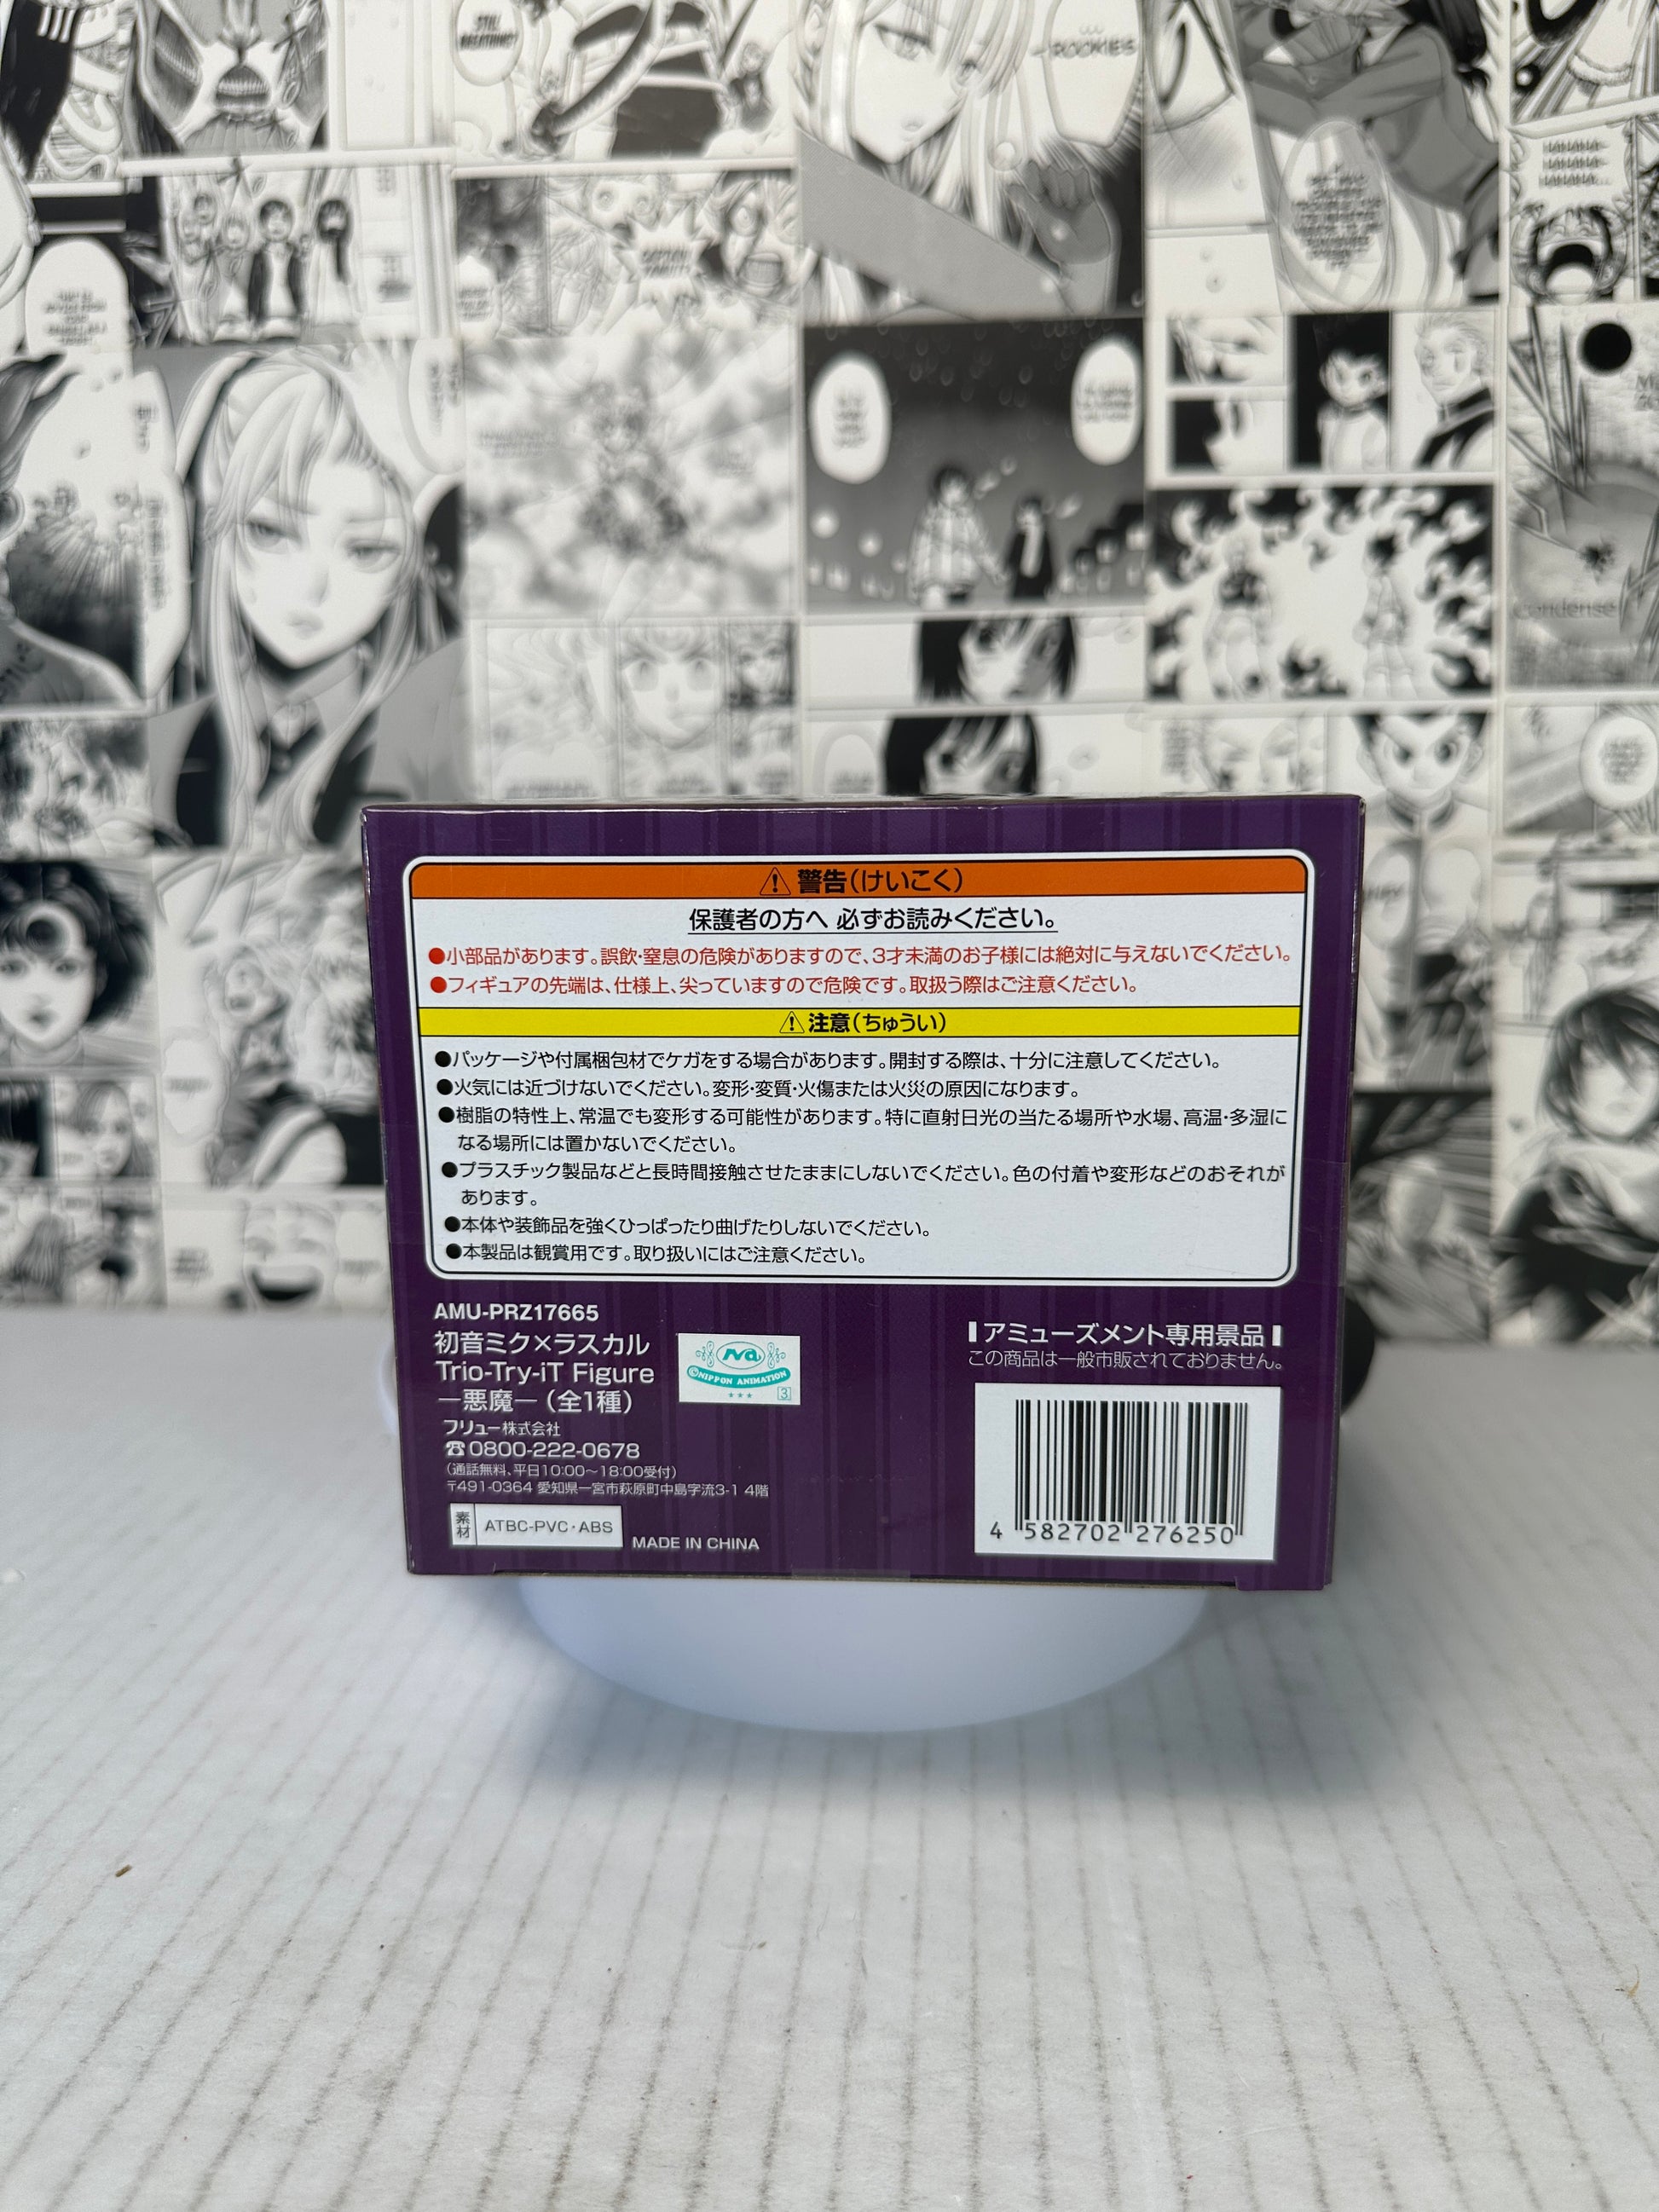 ROOKIES
condense
⚠ 警告(けいこく)
保護者の方へ 必ずお読みください。
●小部品があります。誤飲・窒息の危険がありますので、3才未満のお子様には絶対に与えないでください。
●フィギュアの先端は、仕様上、尖っていますので危険です。取扱う際はご注意ください。
⚠ 注意(ちゅうい)
●パッケージや付属梱包材でケガをする場合があります。開封する際は、十分に注意してください。
●火気には近づけないでください。変形・変質・火傷または火災の原因になります。
●樹脂の特性上、常温でも変形する可能性があります。特に直射日光の当たる場所や水場、高温・多湿に
なる場所には置かないでください。
●プラスチック製品などと長時間接触させたままにしないでください。色の付着や変形などのおそれが
あります。
●本体や装飾品を強くひっぱったり曲げたりしないでください。
●本製品は観賞用です。取り扱いにはご注意ください。
AMU-PRZ17665
初音ミク×ラスカル
Trio-Try-iT Figure
―悪魔―(全1種)
フリュー株式会社
☎0800-222-0678
(通話無料、平日10:00~18:00受付)
〒491-0364 愛知県一宮市萩原町中島字流3-1 4階
素材 ATBC-PVC・ABS
MADE IN CHINA
Na
©NIPPON ANIMATION
★★★ 3
アミューズメント専用景品
この商品は一般市販されておりません。
4 582702 276250